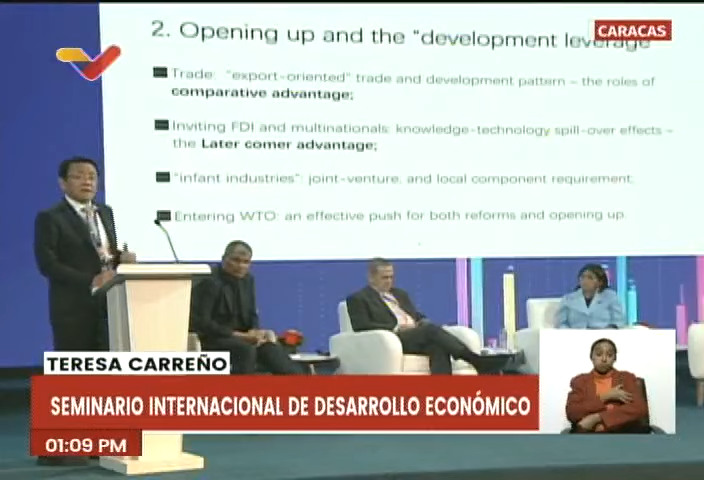 CARACAS
2. Opening up and the "development leverage"
Trade: "export-oriented" trade and development pattern – the roles of
comparative advantage;
Inviting FDI and multinationals: knowledge-technology spill-over effects –
the Later comer advantage;
"infant industries": joint-venture, and local component requirement;
Entering WTO: an effective push for both reforms and opening up.
TERESA CARREÑO
SEMINARIO INTERNACIONAL DE DESARROLLO ECONÓMICO
01:09 PM